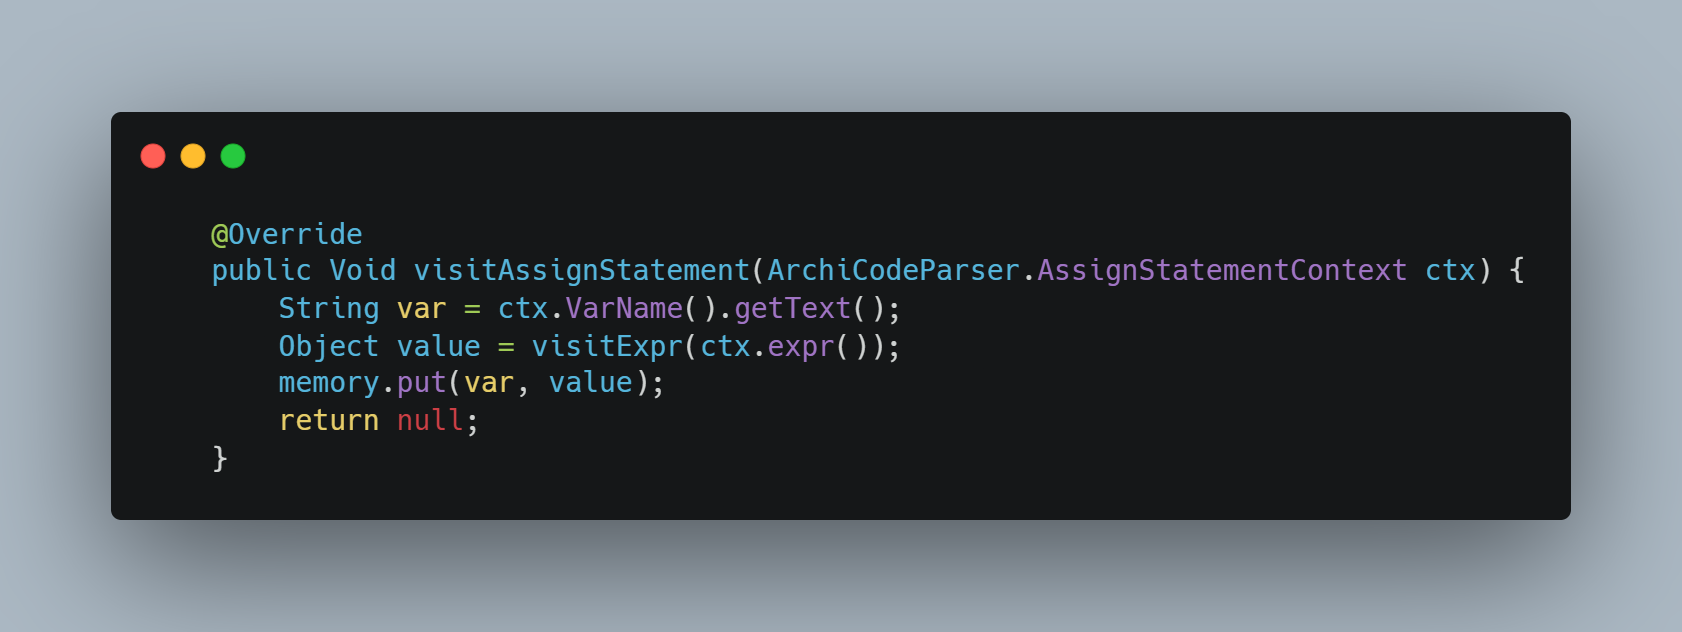 @Override
public Void visitAssignStatement(ArchiCodeParser.AssignStatementContext ctx) {
    String var = ctx.VarName().getText();
    Object value = visitExpr(ctx.expr());
    memory.put(var, value);
    return null;
}